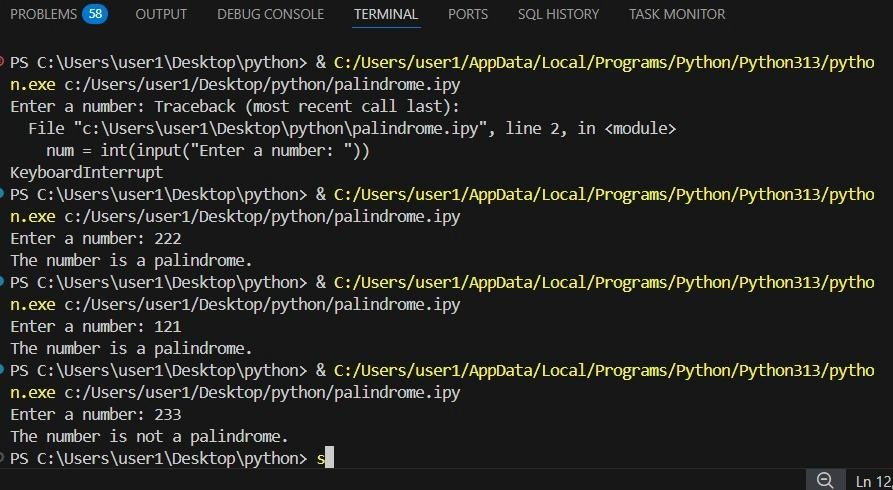 PROBLEMS 58 OUTPUT DEBUG CONSOLE TERMINAL PORTS SQL HISTORY TASK MONITOR
PS C:\Users\user1\Desktop\python> & C:/Users/user1/AppData/Local/Programs/Python/Python313/pytho
n.exe c:/Users/user1/Desktop/python/palindrome.ipy
Enter a number: Traceback (most recent call last):
  File "c:\Users\user1\Desktop\python\palindrome.ipy", line 2, in <module>
    num = int(input("Enter a number: "))
KeyboardInterrupt
PS C:\Users\user1\Desktop\python> & C:/Users/user1/AppData/Local/Programs/Python/Python313/pytho
n.exe c:/Users/user1/Desktop/python/palindrome.ipy
Enter a number: 222
The number is a palindrome.
PS C:\Users\user1\Desktop\python> & C:/Users/user1/AppData/Local/Programs/Python/Python313/pytho
n.exe c:/Users/user1/Desktop/python/palindrome.ipy
Enter a number: 121
The number is a palindrome.
PS C:\Users\user1\Desktop\python> & C:/Users/user1/AppData/Local/Programs/Python/Python313/pytho
n.exe c:/Users/user1/Desktop/python/palindrome.ipy
Enter a number: 233
The number is not a palindrome.
PS C:\Users\user1\Desktop\python> s
Ln 12